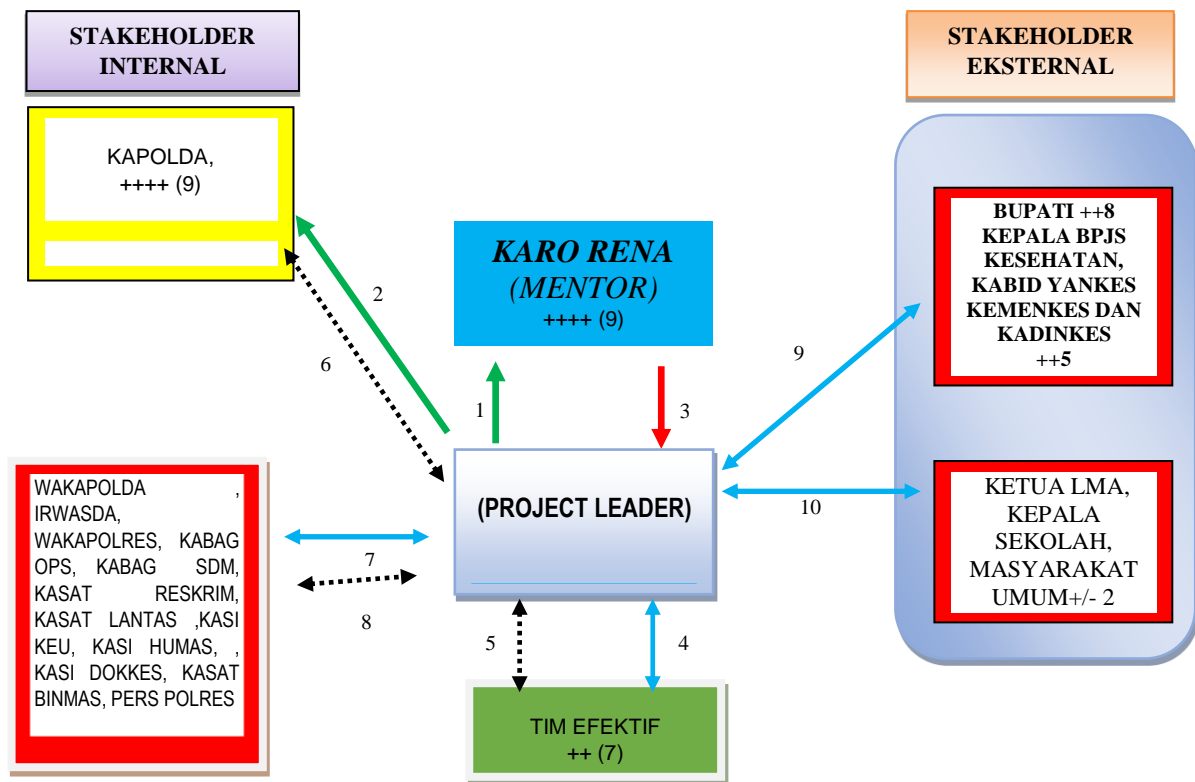 STAKEHOLDER
INTERNAL
STAKEHOLDER
EKSTERNAL
KAPOLDA,
++++ (9)
KARO RENA
(MENTOR)
++++ (9)
BUPATI ++8
KEPALA BPJS
KESEHATAN,
KABID YANKES
KEMENKES DAN
KADINKES
++5
2
6
1
3
9
(PROJECT LEADER)
10
WAKAPOLDA ,
IRWASDA,
WAKAPOLRES, KABAG
OPS, KABAG SDM,
KASAT RESKRIM,
KASAT LANTAS ,KASI
KEU, KASI HUMAS, ,
KASI DOKKES, KASAT
BINMAS, PERS POLRES
7
8
KETUA LMA,
KEPALA
SEKOLAH,
MASYARAKAT
UMUM+/- 2
5
4
TIM EFEKTIF
++ (7)